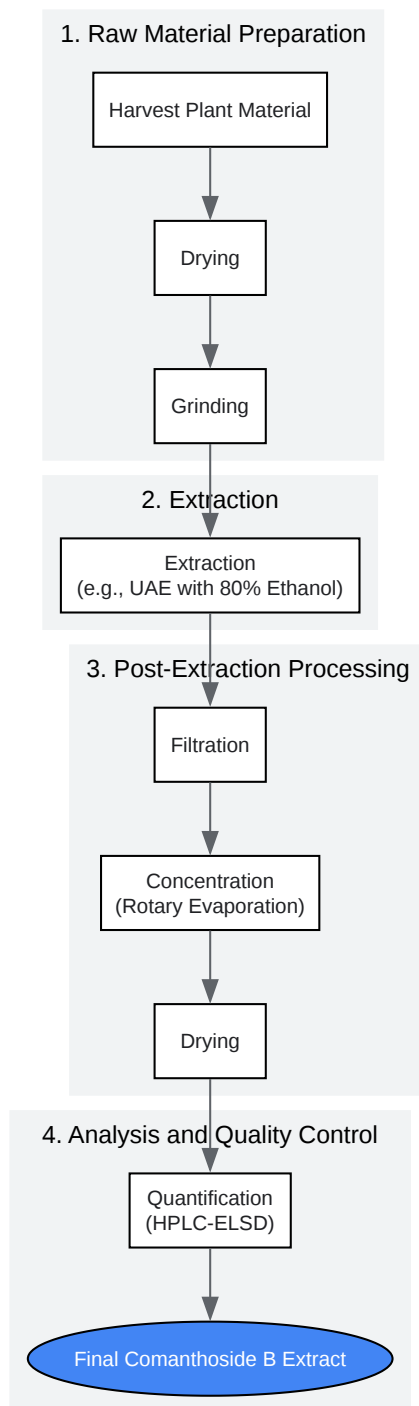 1. Raw Material Preparation
Harvest Plant Material
Drying
Grinding
2. Extraction
Extraction
(e.g., UAE with 80% Ethanol)
3. Post-Extraction Processing
Filtration
Concentration
(Rotary Evaporation)
Drying
4. Analysis and Quality Control
Quantification
(HPLC-ELSD)
Final Comanthoside B Extract